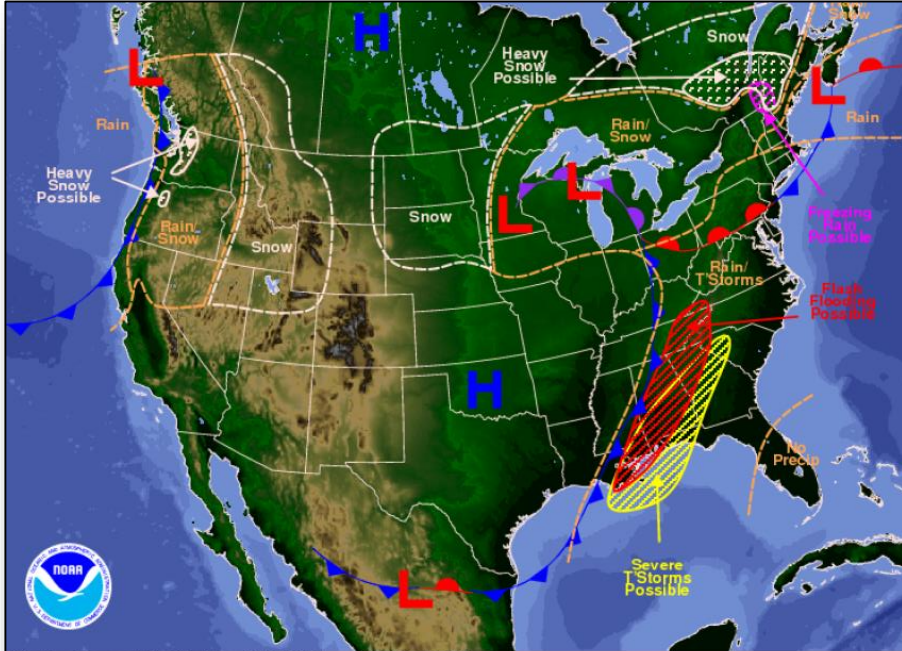 Snow
H
Heavy
Snow
Possible
Snow
L
L
Rain
Rain/
Snow
Rain
Heavy
Snow
Possible
L
L
Snow
Rain/
Snow
Snow
Freezing
Rain
Possible
Rain/
T'Storms
Flash
Flooding
Possible
H
No
Precip
NOAA
L
Severe
T'Storms
Possible